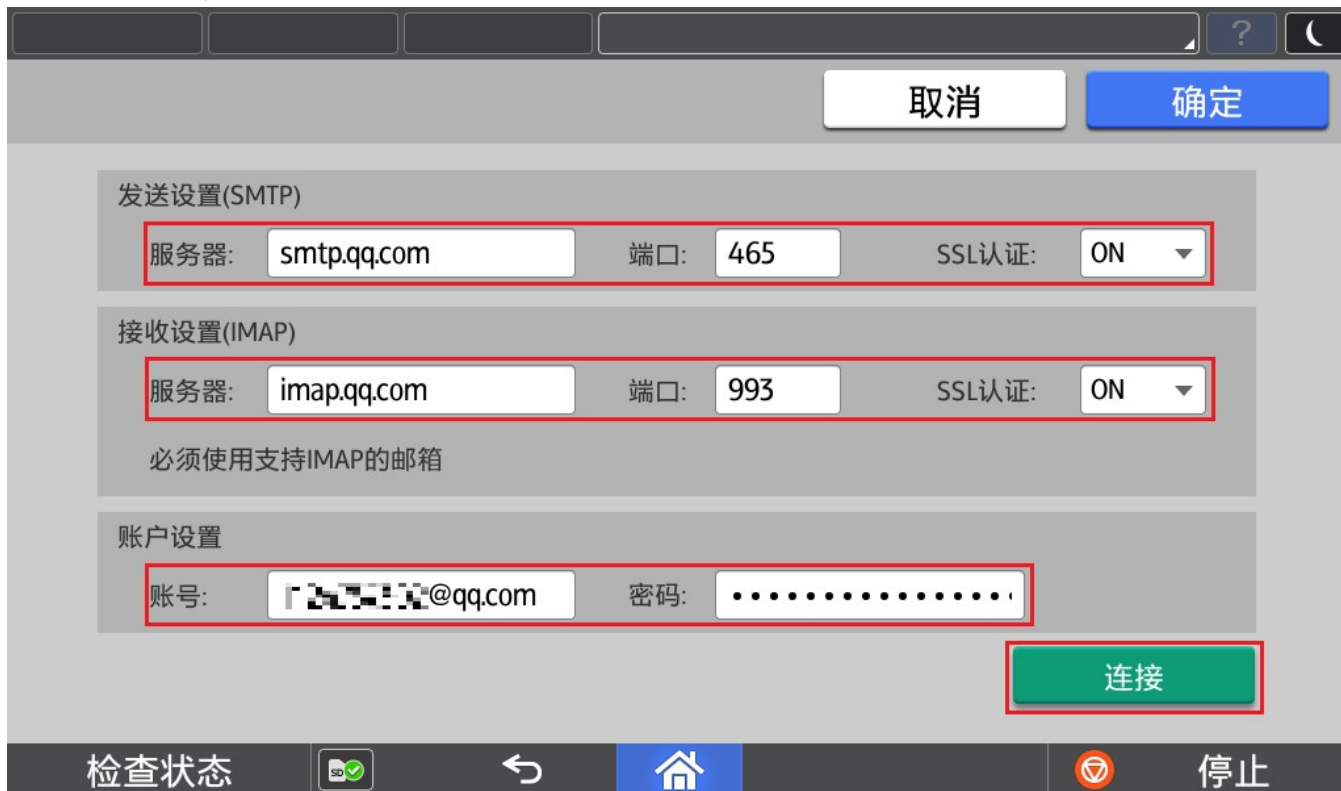 ?
取消 确定
发送设置(SMTP)
服务器: smtp.qq.com 端口: 465 SSL认证: ON
接收设置(IMAP)
服务器: imap.qq.com 端口: 993 SSL认证: ON
必须使用支持IMAP的邮箱
账户设置
账号: @qq.com 密码: ••••••••••••••••
连接
检查状态 SD 停止